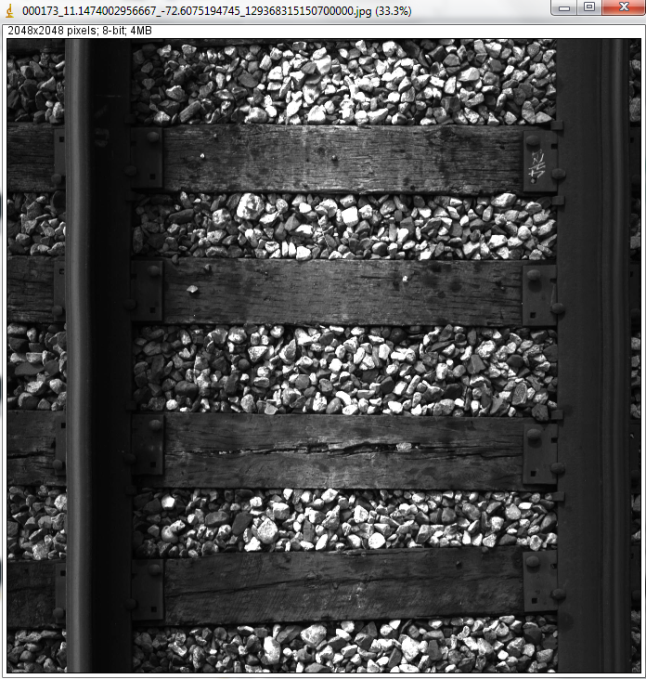 000173_11.1474002956667_-72.6075194745_129368315150700000.jpg (33.3%)
2048x2048 pixels; 8-bit; 4MB